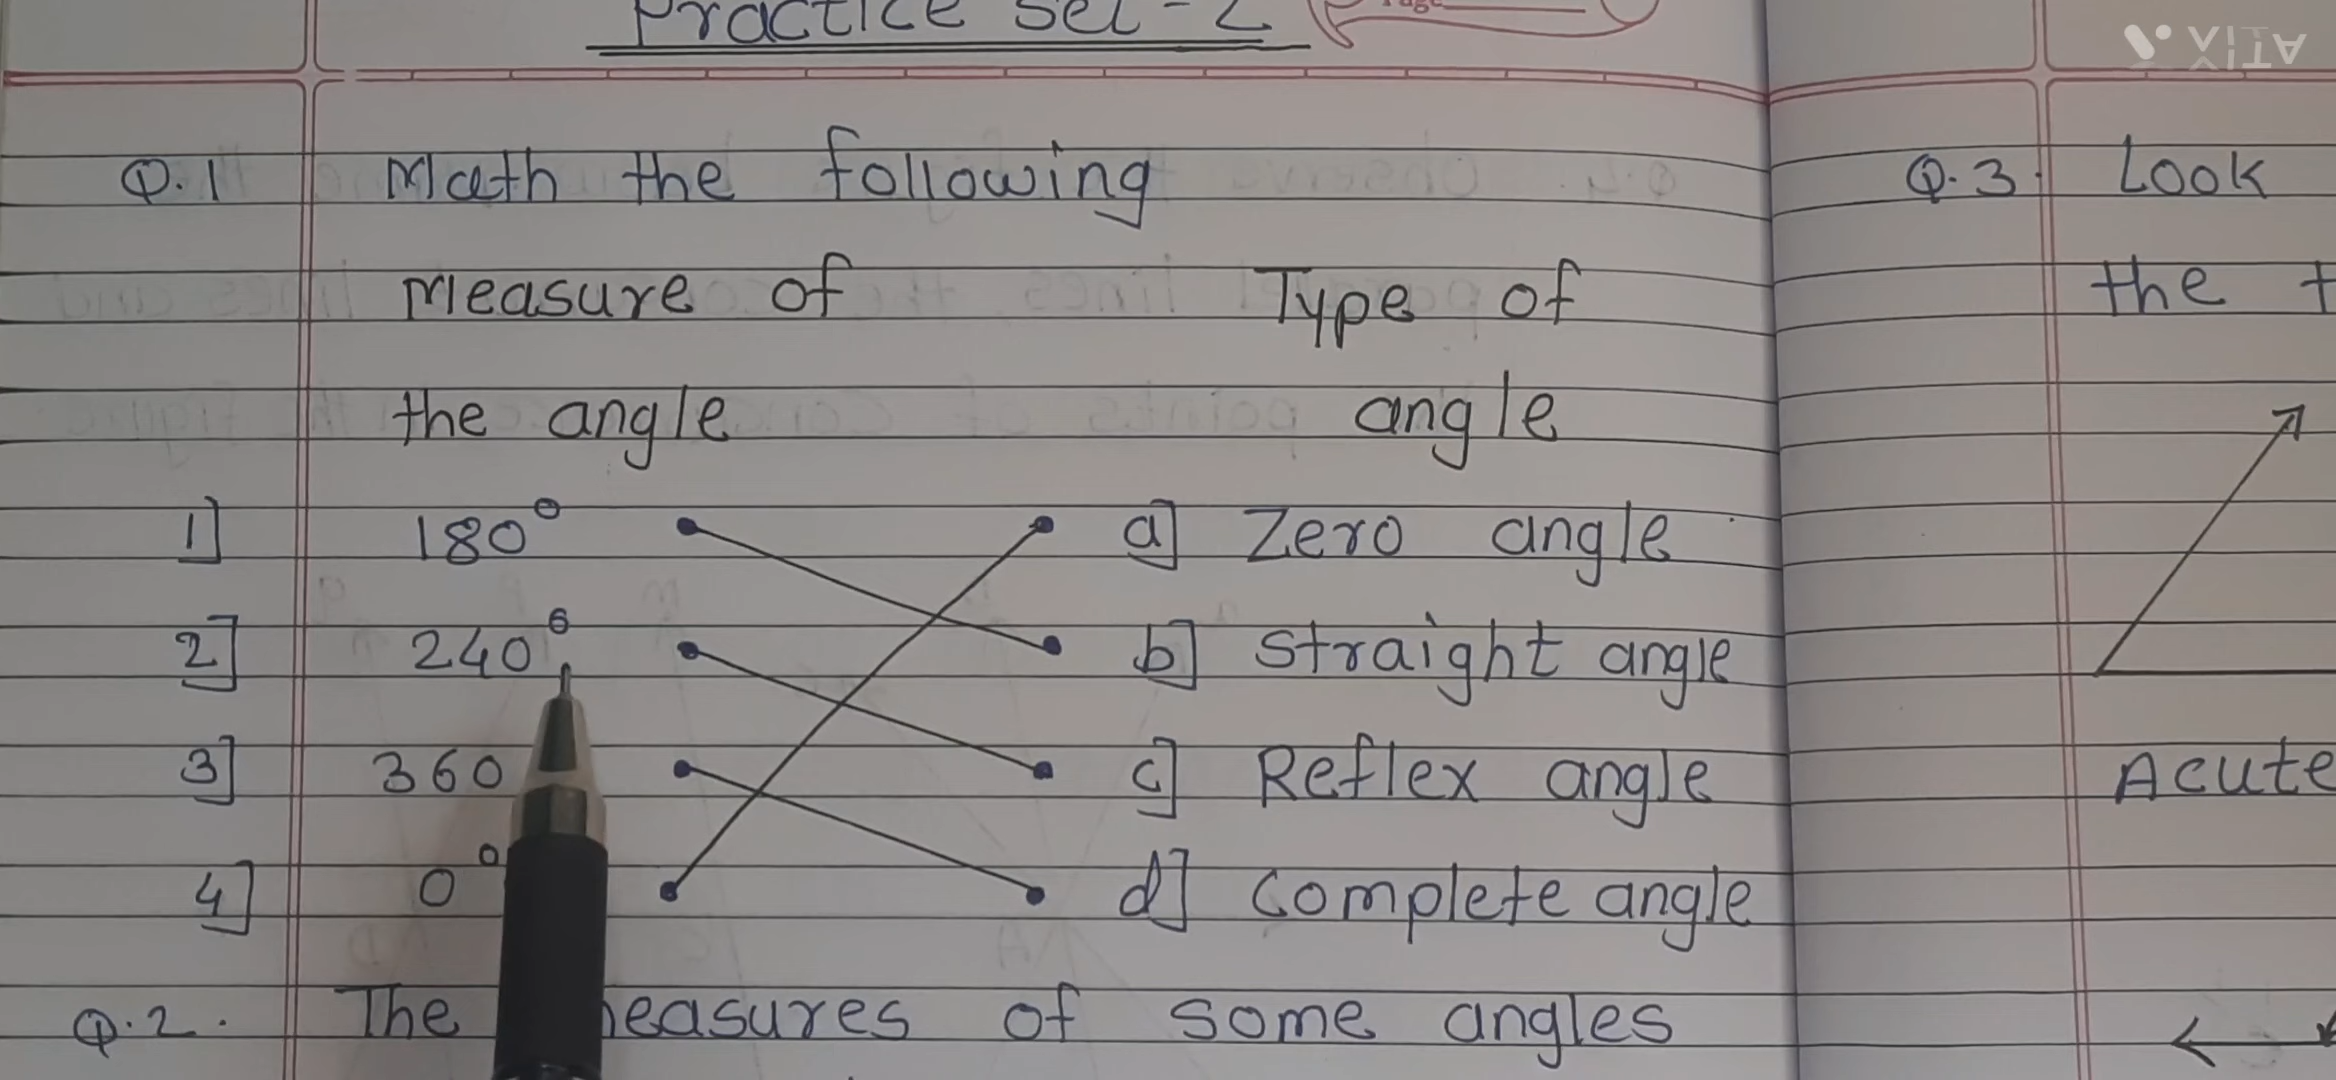 Practice Set-2
Page
Q.1 Math the following
Measure of Type of
the angle angle
1] 180° a] Zero angle
2] 240° b] Straight angle
3] 360 c] Reflex angle
4] 0° d] Complete angle
Q.2. The measures of some angles
Q.3. Look
the
Acute